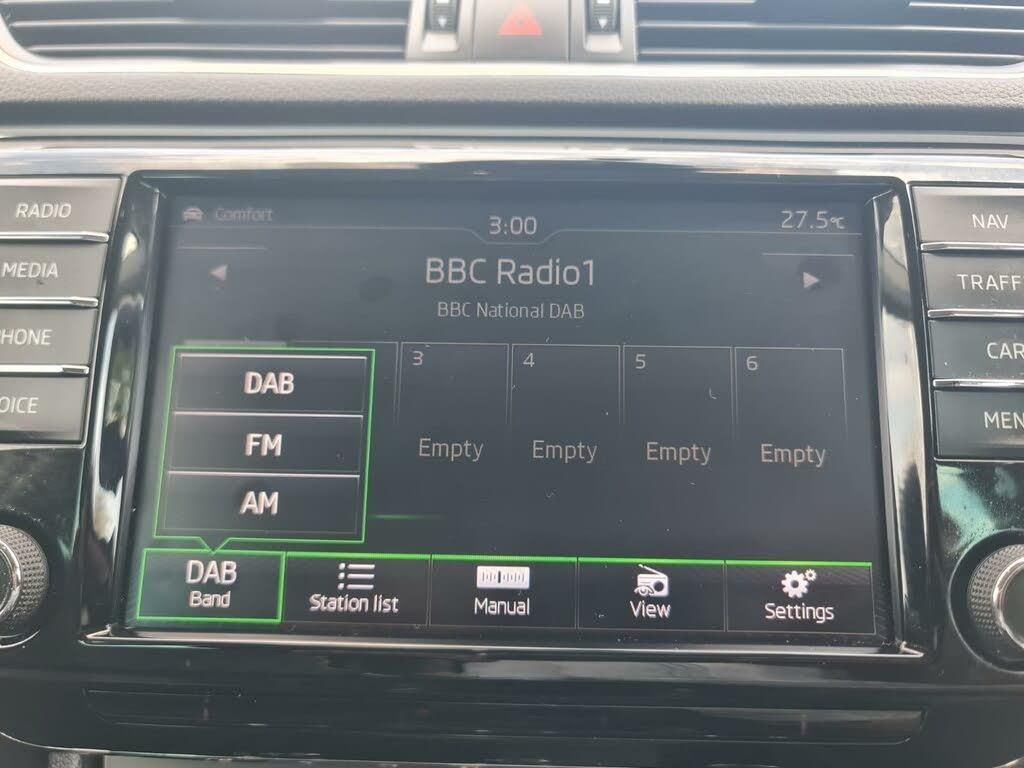 RADIO
MEDIA
HONE
OICE
Comfort
3:00
27.5°C
BBC Radio1
BBC National DAB
DAB
FM
AM
3
4
5
6
Empty
Empty
Empty
Empty
DAB
Band
Station list
Manual
View
Settings
NAV
TRAFF
CAR
MEN